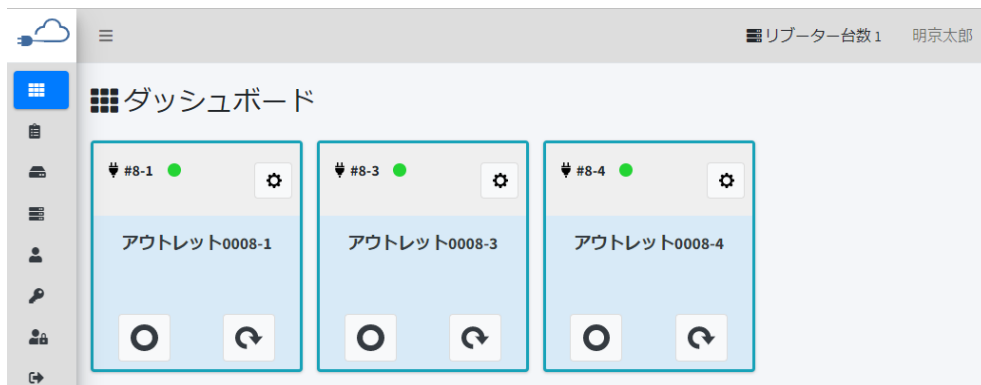 リブーター台数 1
明京太郎
ダッシュボード
#8-1
アウトレット0008-1
#8-3
アウトレット0008-3
#8-4
アウトレット0008-4